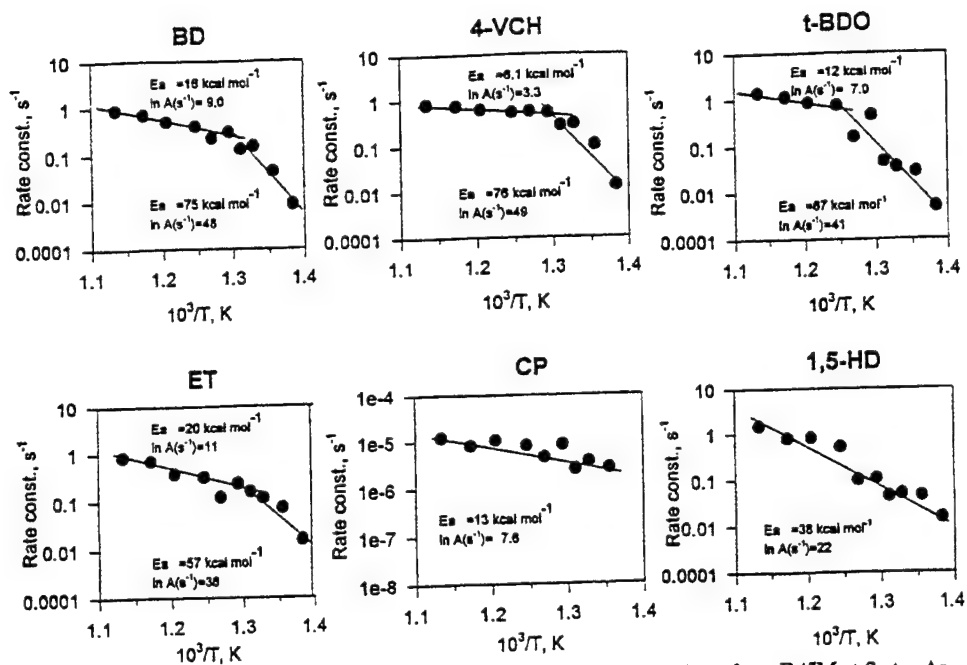 BD
10
1
0.1
0.01
0.0001
Rate const., s⁻¹
Ea =16 kcal mol⁻¹
ln A(s⁻¹)= 9.0
Ea =75 kcal mol⁻¹
ln A(s⁻¹)=48
1.1 1.2 1.3 1.4
10³/T, K
4-VCH
10
1
0.1
0.01
0.0001
Rate const., s⁻¹
Ea =6.1 kcal mol⁻¹
ln A(s⁻¹)=3.3
Ea =76 kcal mol⁻¹
ln A(s⁻¹)=49
1.1 1.2 1.3 1.4
10³/T, K
t-BDO
10
1
0.1
0.01
0.0001
Rate const., s⁻¹
Ea =12 kcal mol⁻¹
ln A(s⁻¹)= 7.0
Ea =67 kcal mol¹
ln A(s⁻¹)=41
1.1 1.2 1.3 1.4
10³/T, K
ET
10
1
0.1
0.01
0.0001
Rate const., s⁻¹
Ea =20 kcal mol⁻¹
ln A(s⁻¹)=11
Ea =57 kcal mol⁻¹
ln A(s⁻¹)=36
1.1 1.2 1.3 1.4
10³/T, K
CP
1e-4
1e-5
1e-6
1e-7
1e-8
Rate const., s⁻¹
Ea =13 kcal mol⁻¹
ln A(s⁻¹)= 7.6
1.1 1.2 1.3 1.4
10³/T, K
1,5-HD
10
1
0.1
0.01
0.0001
Rate const., s⁻¹
Ea =38 kcal mol¹
ln A(s⁻¹)=22
1.1 1.2 1.3 1.4
10³/T, K